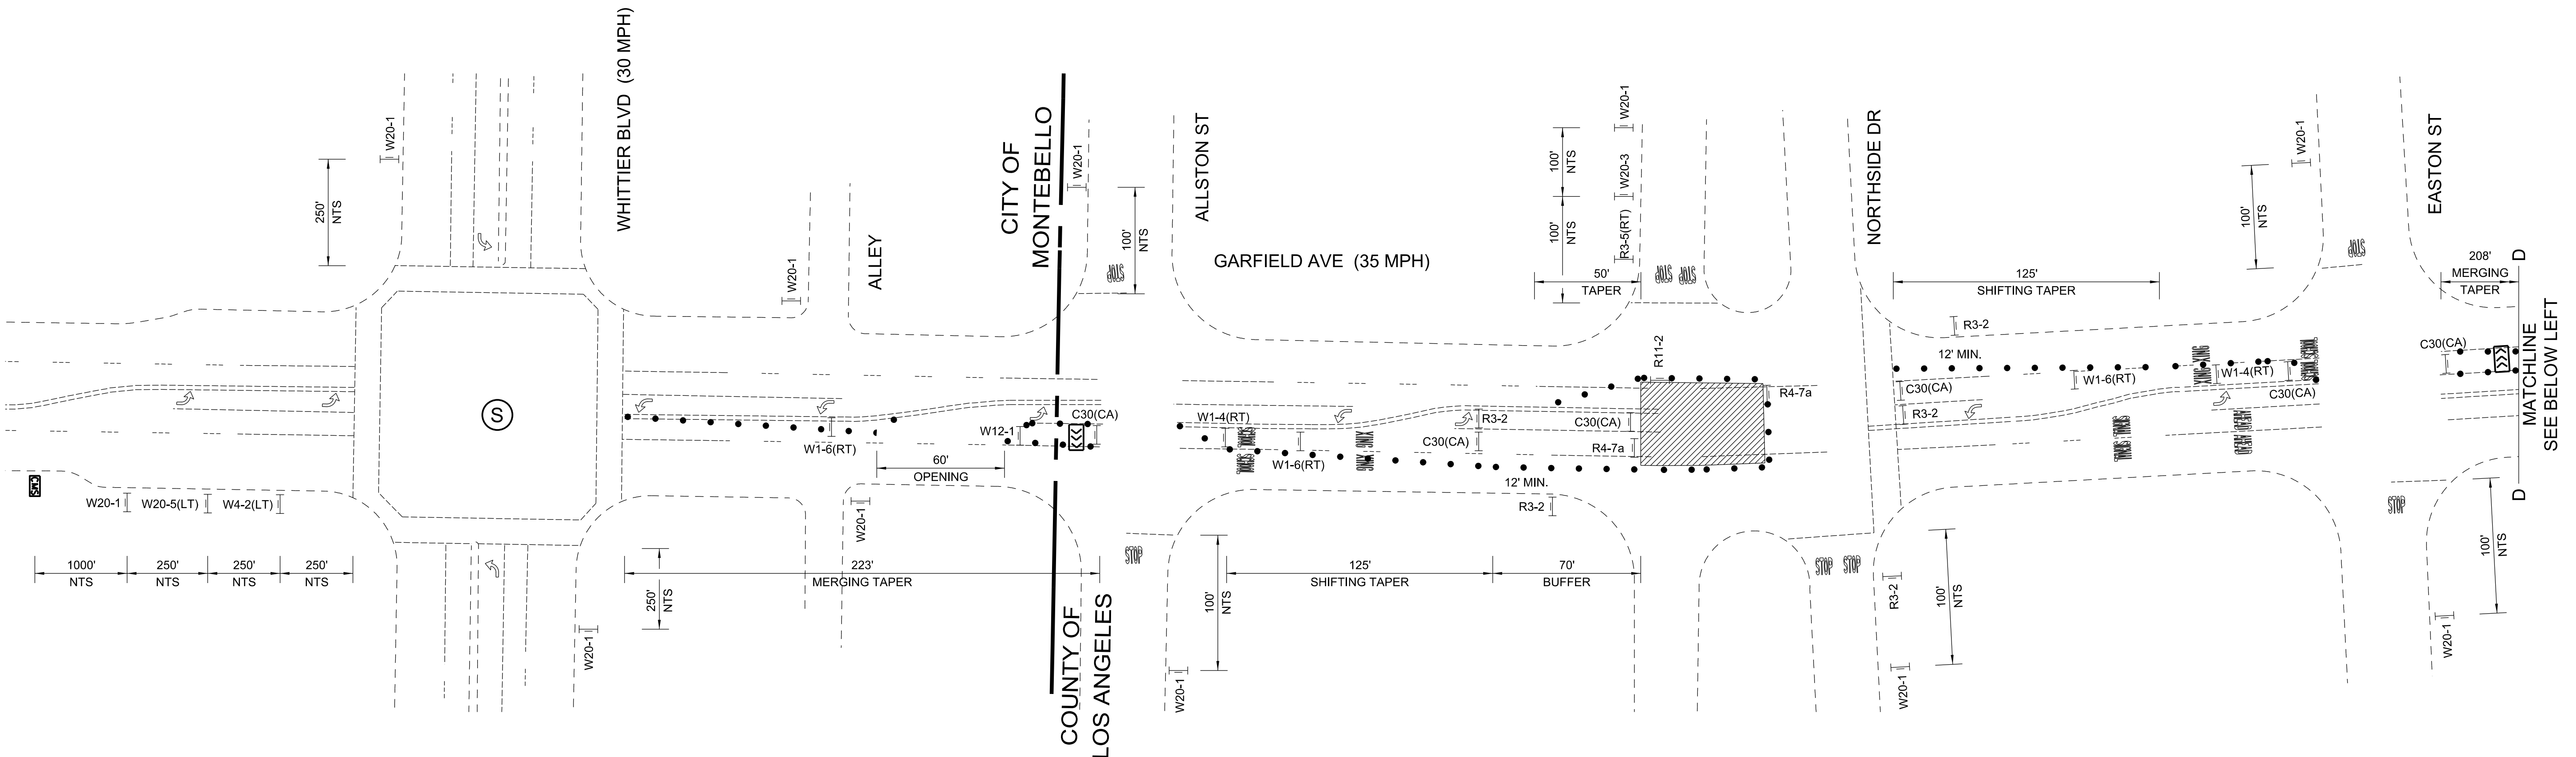 WHITTIER BLVD (30 MPH)
W20-1
250'
NTS
CITY OF
MONTEBELLO
W20-1
ALLSTON ST
100'
NTS
STOP
ALLEY
W20-1
GARFIELD AVE (35 MPH)
W20-1
100'
NTS
W20-3
100'
NTS
R3-5(RT)
50'
TAPER
STOP STOP
NORTHSIDE DR
125'
SHIFTING TAPER
W20-1
100'
NTS
STOP
EASTON ST
208'
MERGING
TAPER
D
MATCHLINE
SEE BELOW LEFT
D
S
CMS
W20-1
W20-5(LT)
W4-2(LT)
1000'
NTS
250'
NTS
250'
NTS
250'
NTS
W1-6(RT)
60'
OPENING
W12-1
C30(CA)
W20-1
223'
MERGING TAPER
250'
NTS
W20-1
COUNTY OF
LOS ANGELES
STOP
W1-4(RT)
W1-6(RT)
R3-2
C30(CA)
C30(CA)
R4-7a
R11-2
R4-7a
12' MIN.
R3-2
125'
SHIFTING TAPER
70'
BUFFER
100'
NTS
W20-1
STOP STOP
R3-2
12' MIN.
C30(CA)
R3-2
W1-6(RT)
XING
W1-4(RT)
C30(CA)
C30(CA)
R3-2
100'
NTS
W20-1
STOP
100'
NTS
W20-1